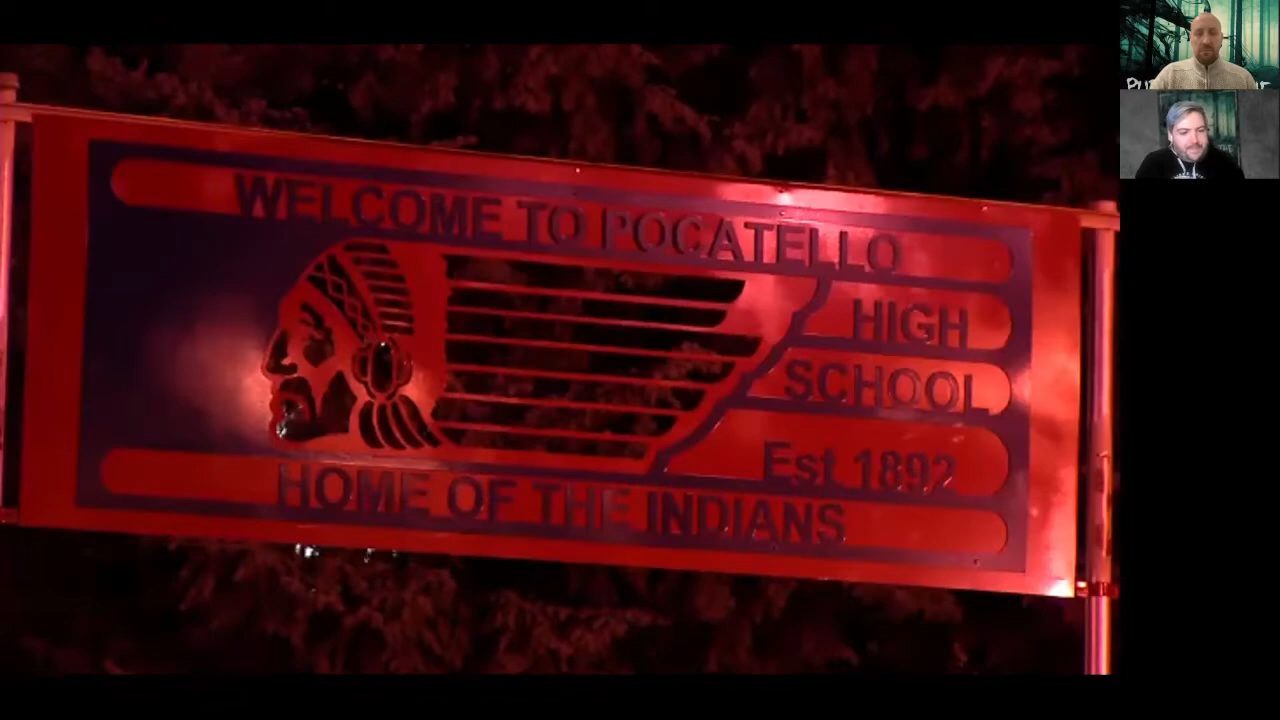 WELCOME TO POCATELLO
HIGH
SCHOOL
Est 1892
HOME OF THE INDIANS